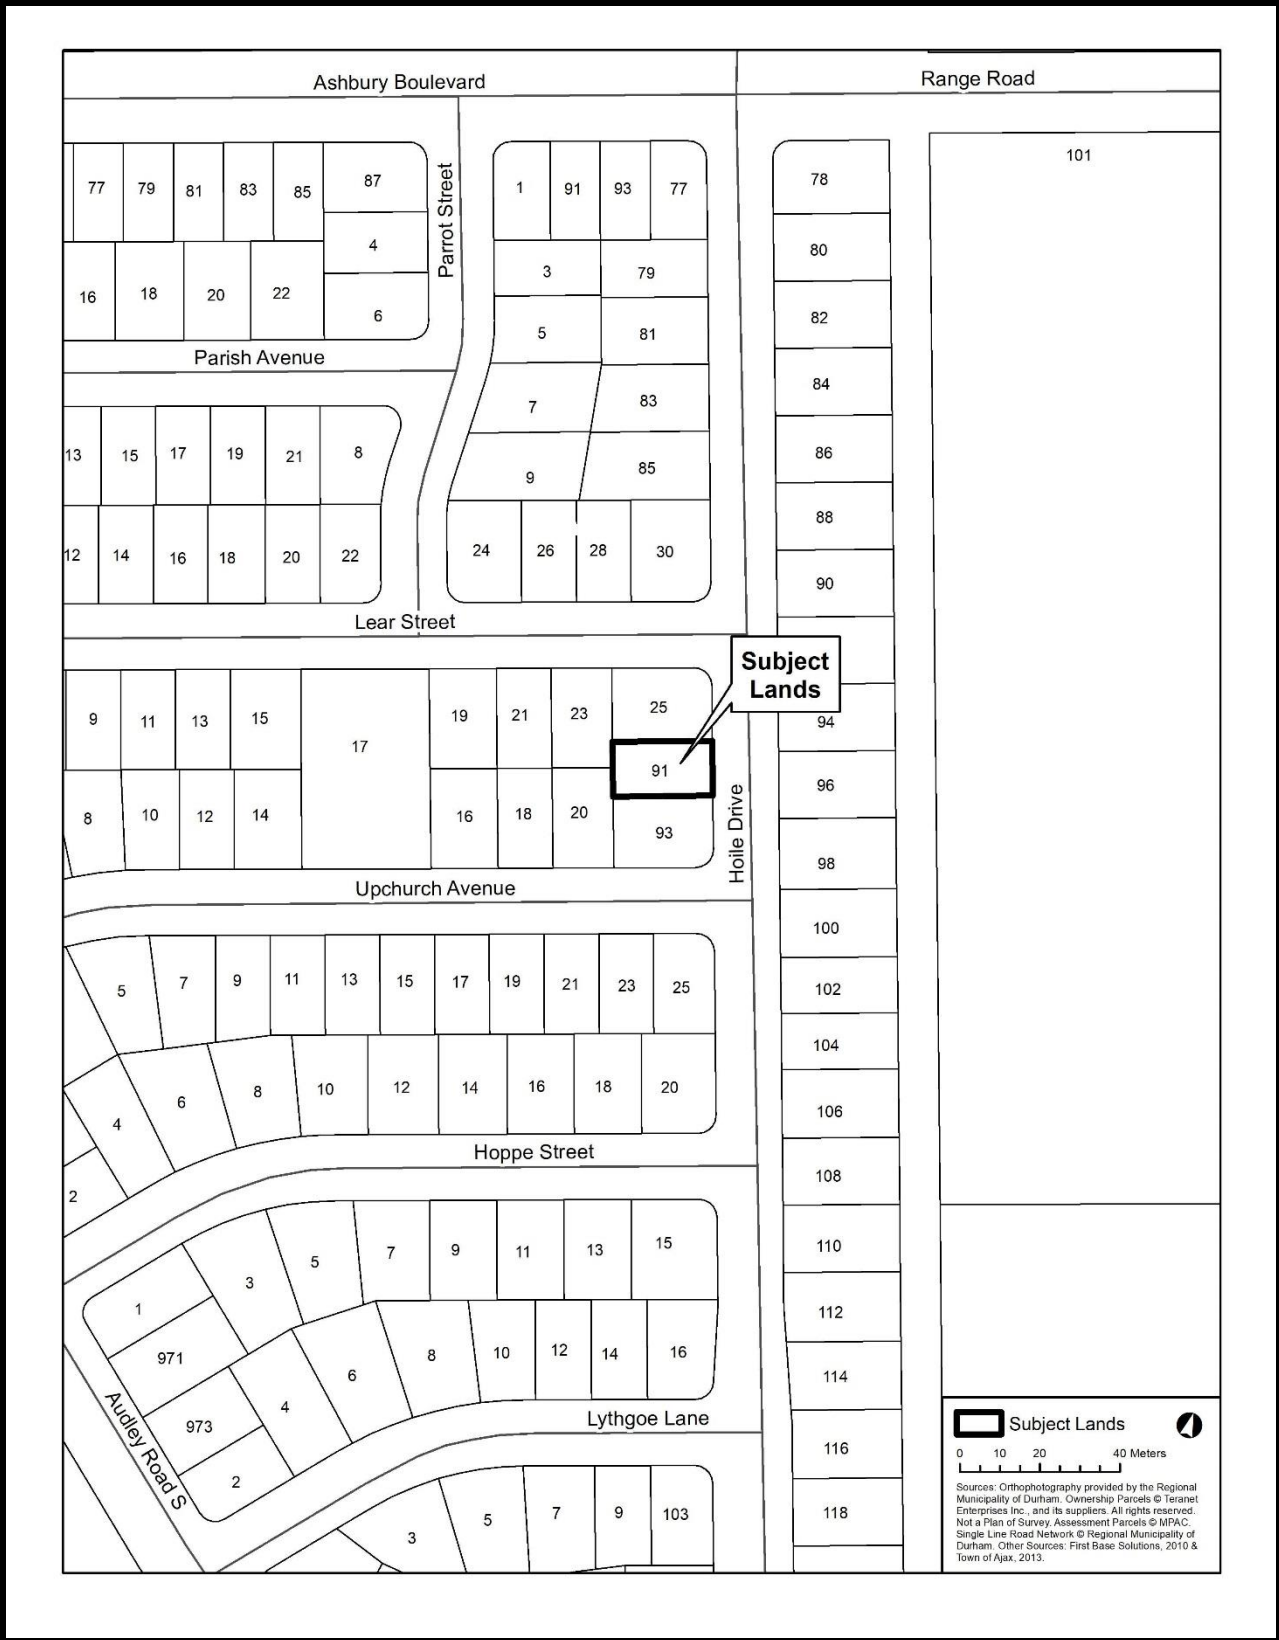 Ashbury Boulevard
Range Road
77 79 81 83 85 87
Parrot Street
1 91 93 77
78
101
4
16 18 20 22
6
3 79
80
5 81
82
Parish Avenue
7 83
84
13 15 17 19 21 8
9 85
86
88
12 14 16 18 20 22
24 26 28 30
90
Lear Street
Subject
Lands
9 11 13 15
17
19 21 23 25
94
91
96
8 10 12 14
16 18 20
93
Hoile Drive
98
Upchurch Avenue
100
5 7 9 11 13 15 17 19 21 23 25
102
104
4 6 8 10 12 14 16 18 20
106
2
Hoppe Street
108
1 3 5 7 9 11 13 15
110
971
112
973 4 6 8 10 12 14 16
114
2
Audley Road S
Lythgoe Lane
116
3 5 7 9 103
118
Subject Lands
0 10 20 40 Meters
Sources: Orthophotography provided by the Regional
Municipality of Durham. Ownership Parcels © Teranet
Enterprises Inc., and its suppliers. All rights reserved.
Not a Plan of Survey. Assessment Parcels © MPAC.
Single Line Road Network © Regional Municipality of
Durham. Other Sources: First Base Solutions, 2010 &
Town of Ajax, 2013.